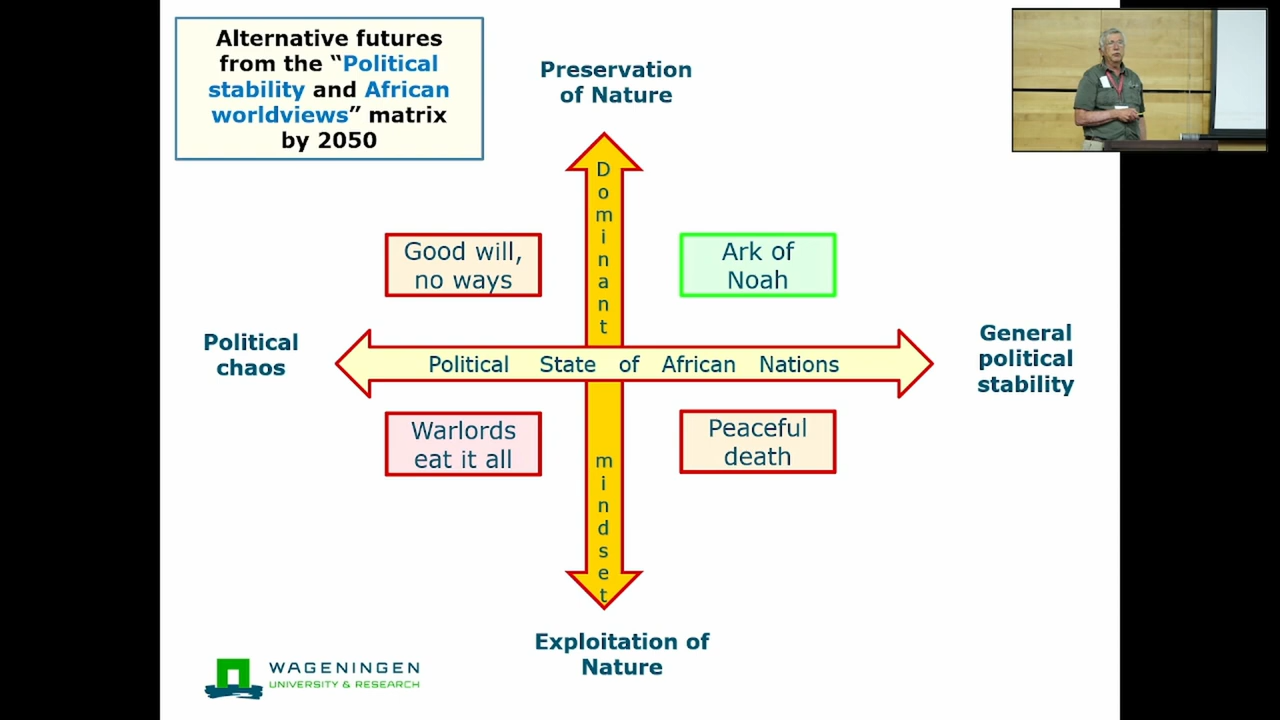 Alternative futures
from the “Political
stability and African
worldviews” matrix
by 2050
Preservation
of Nature
Dominant
Good will,
no ways
Ark of
Noah
Political
chaos
Political State of African Nations
General
political
stability
Warlords
eat it all
Peaceful
death
mindset
Exploitation of
Nature
WAGENINGEN
UNIVERSITY & RESEARCH